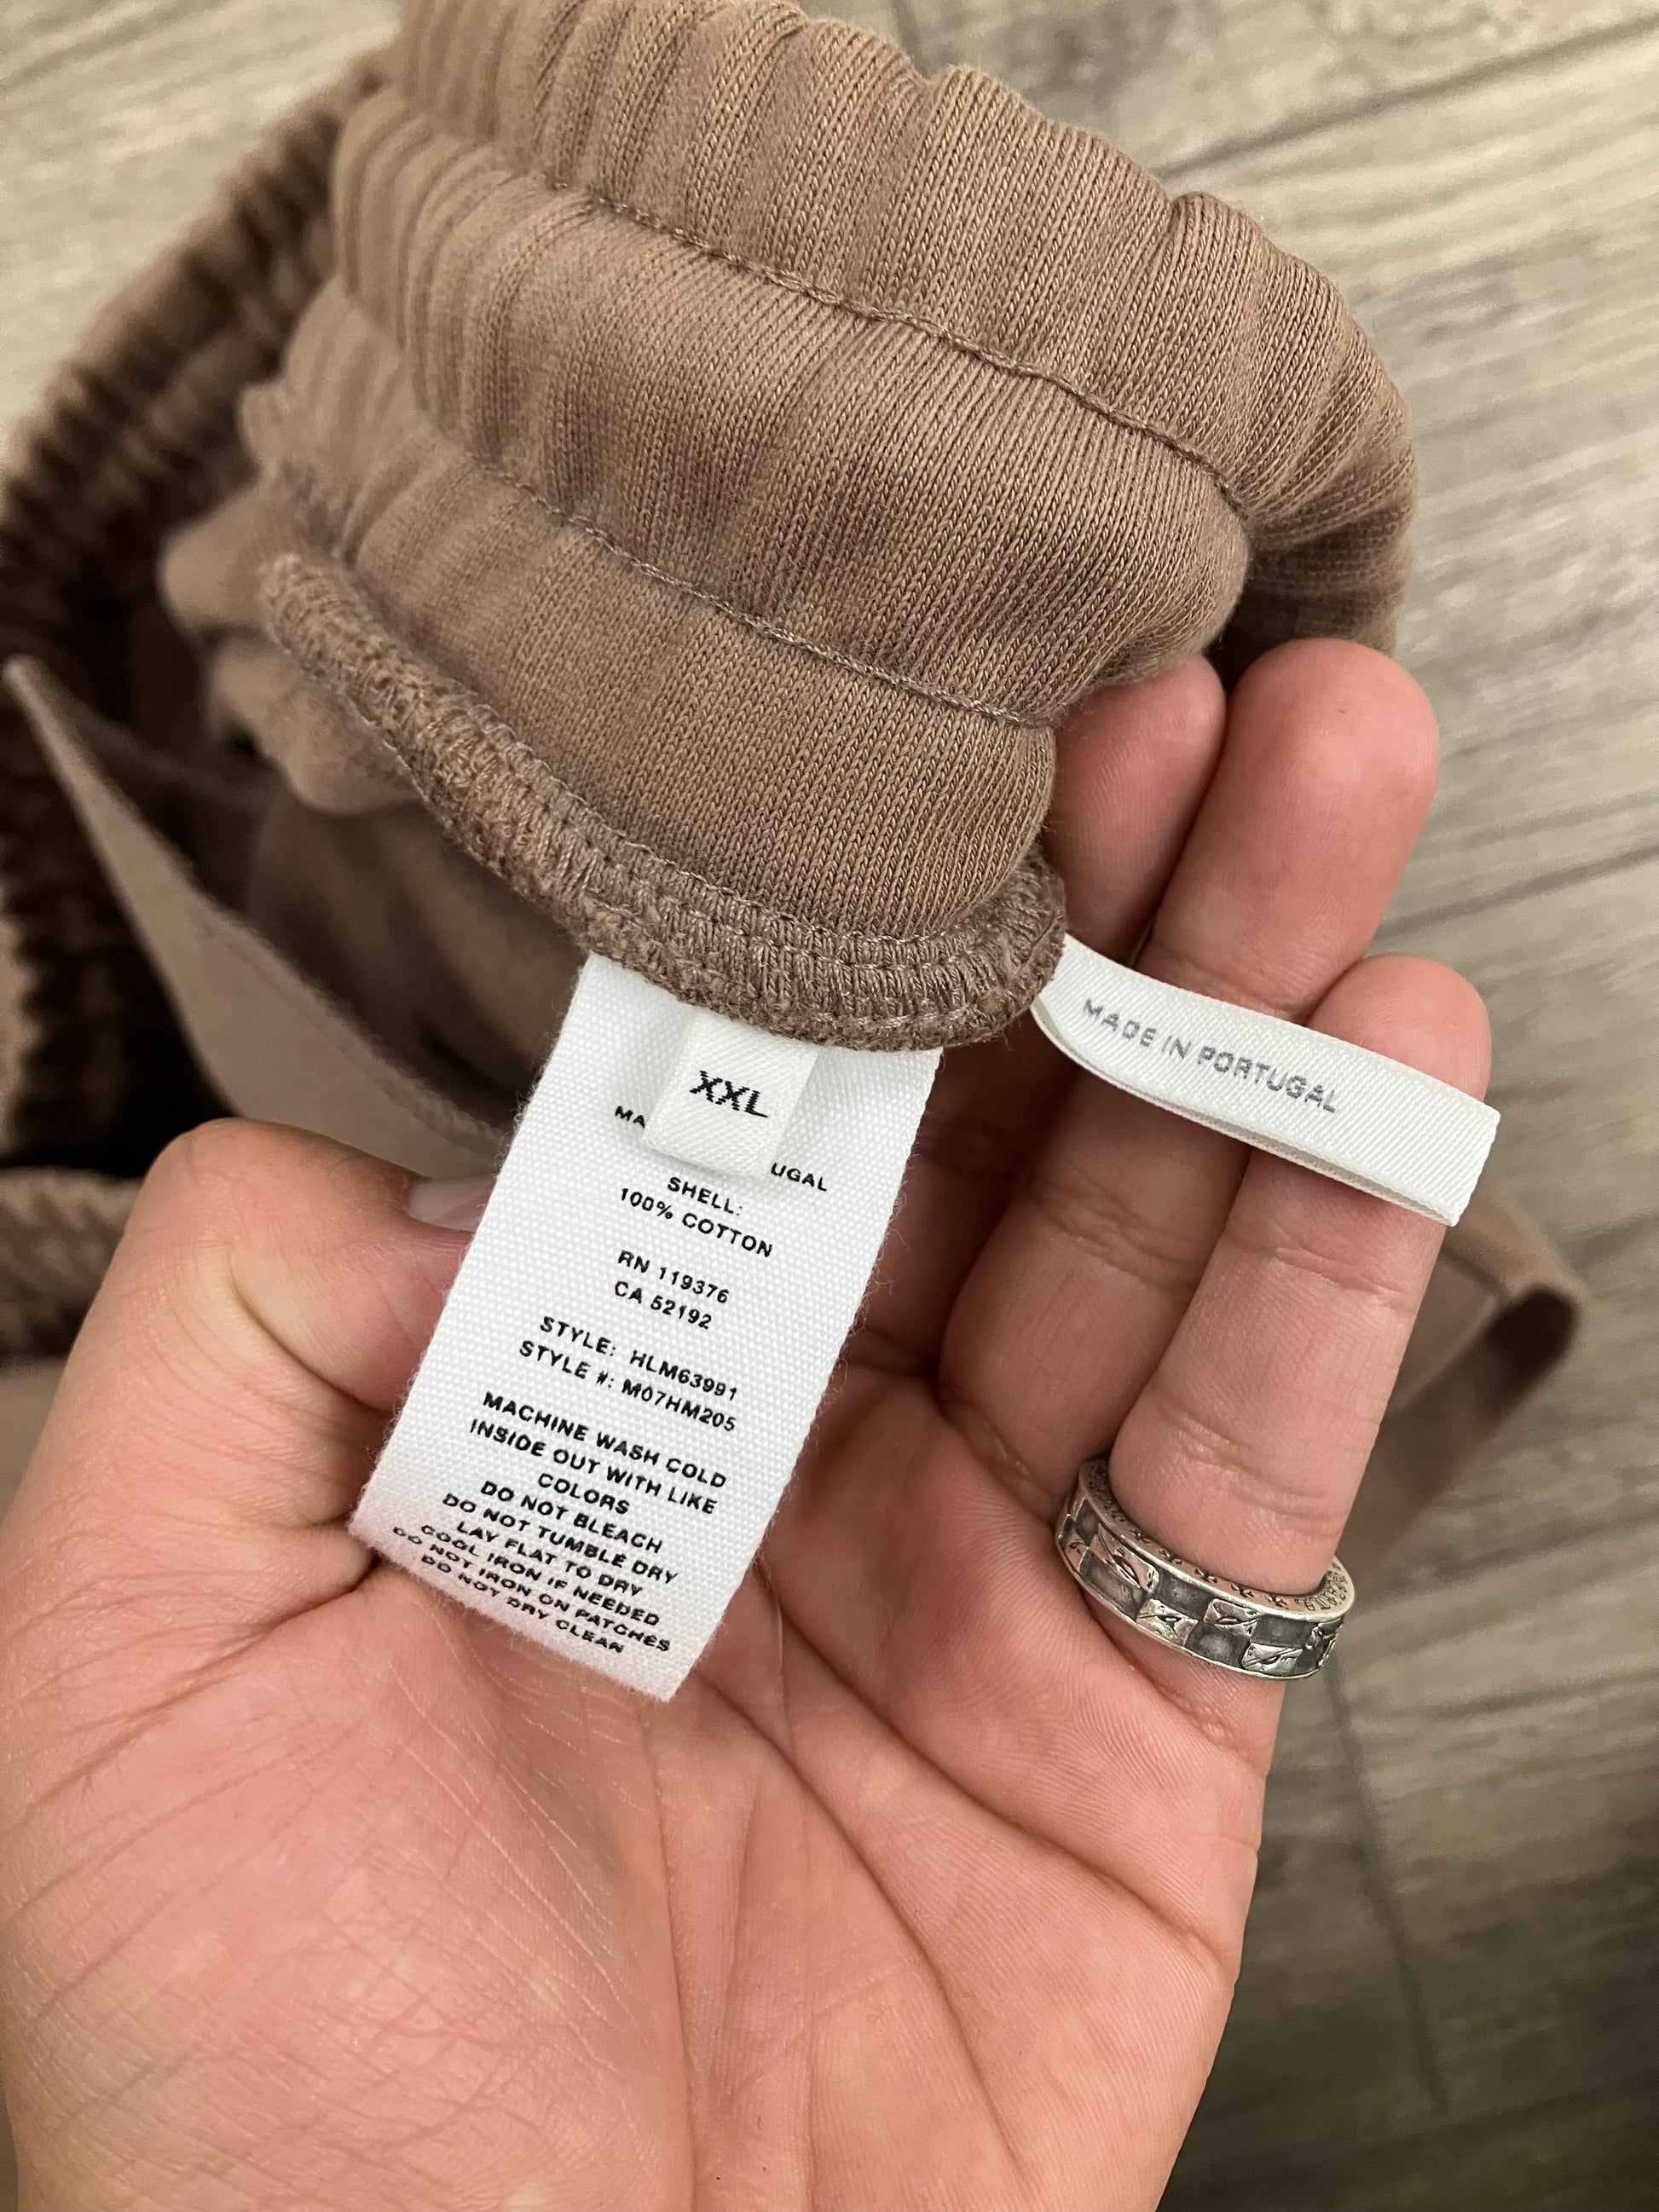 XXL
MA UGAL
SHELL:
100% COTTON
RN 119376
CA 52192
STYLE: HLM63991
STYLE #: M07HM205
MACHINE WASH COLD
INSIDE OUT WITH LIKE
COLORS
DO NOT BLEACH
DO NOT TUMBLE DRY
LAY FLAT TO DRY
COOL IRON IF NEEDED
DO NOT IRON ON PATCHES
DO NOT DRY CLEAN
MADE IN PORTUGAL